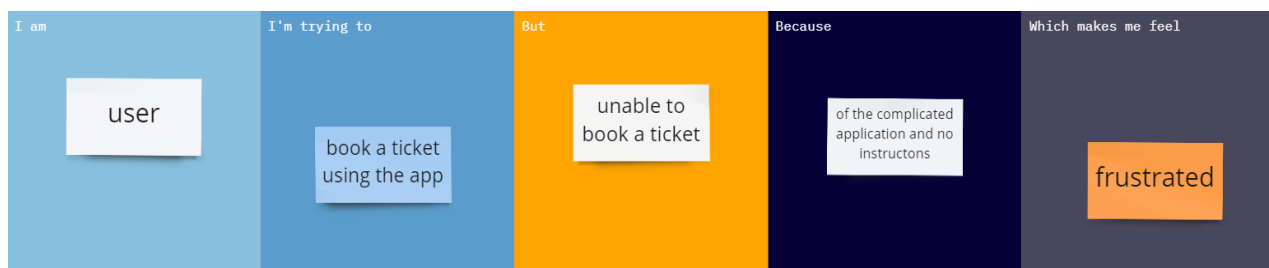 I am
user
I'm trying to
book a ticket
using the app
But
unable to
book a ticket
Because
of the complicated
application and no
instructons
Which makes me feel
frustrated